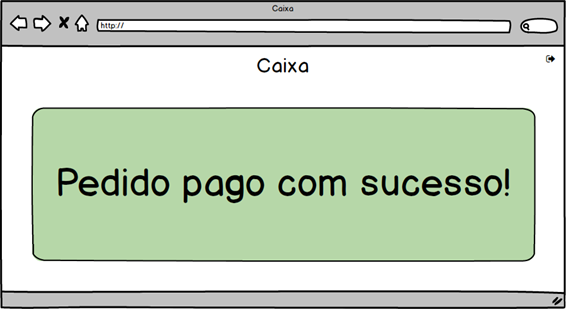 Caixa
http://
Caixa
Pedido pago com sucesso!